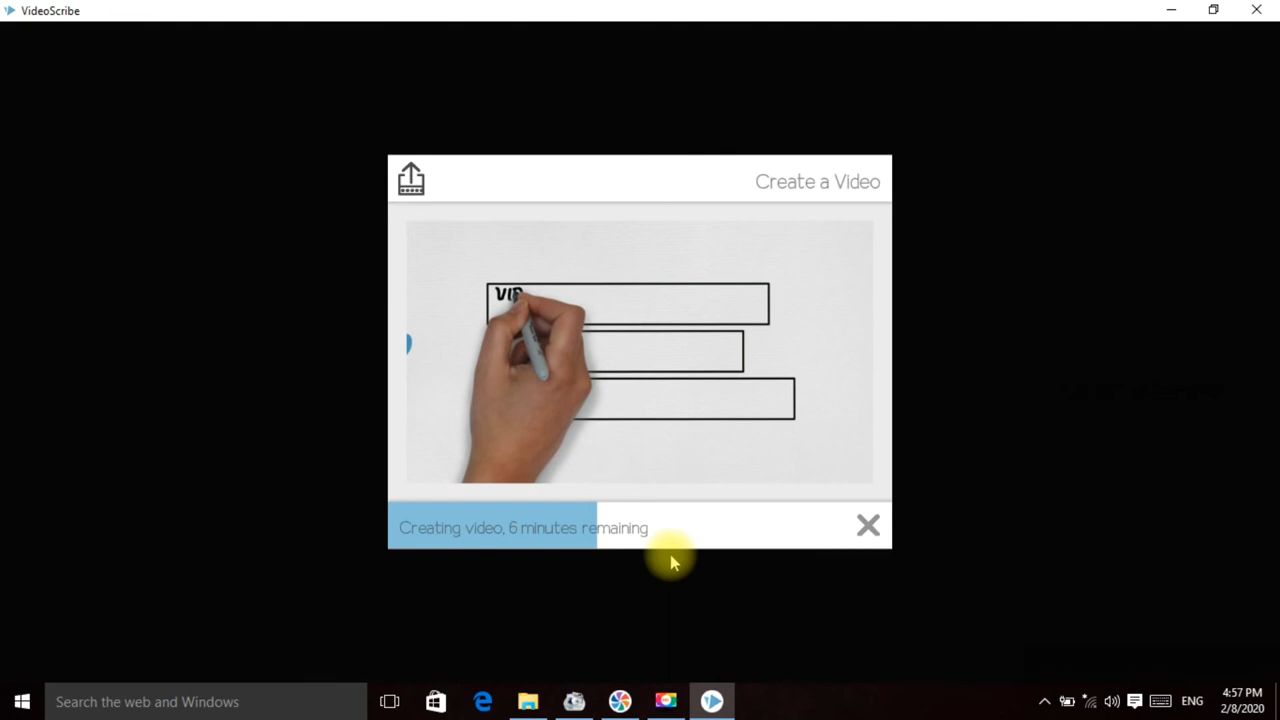 VideoScribe
Create a Video
VID
Creating video, 6 minutes remaining
Search the web and Windows
ENG
4:57 PM
2/8/2020